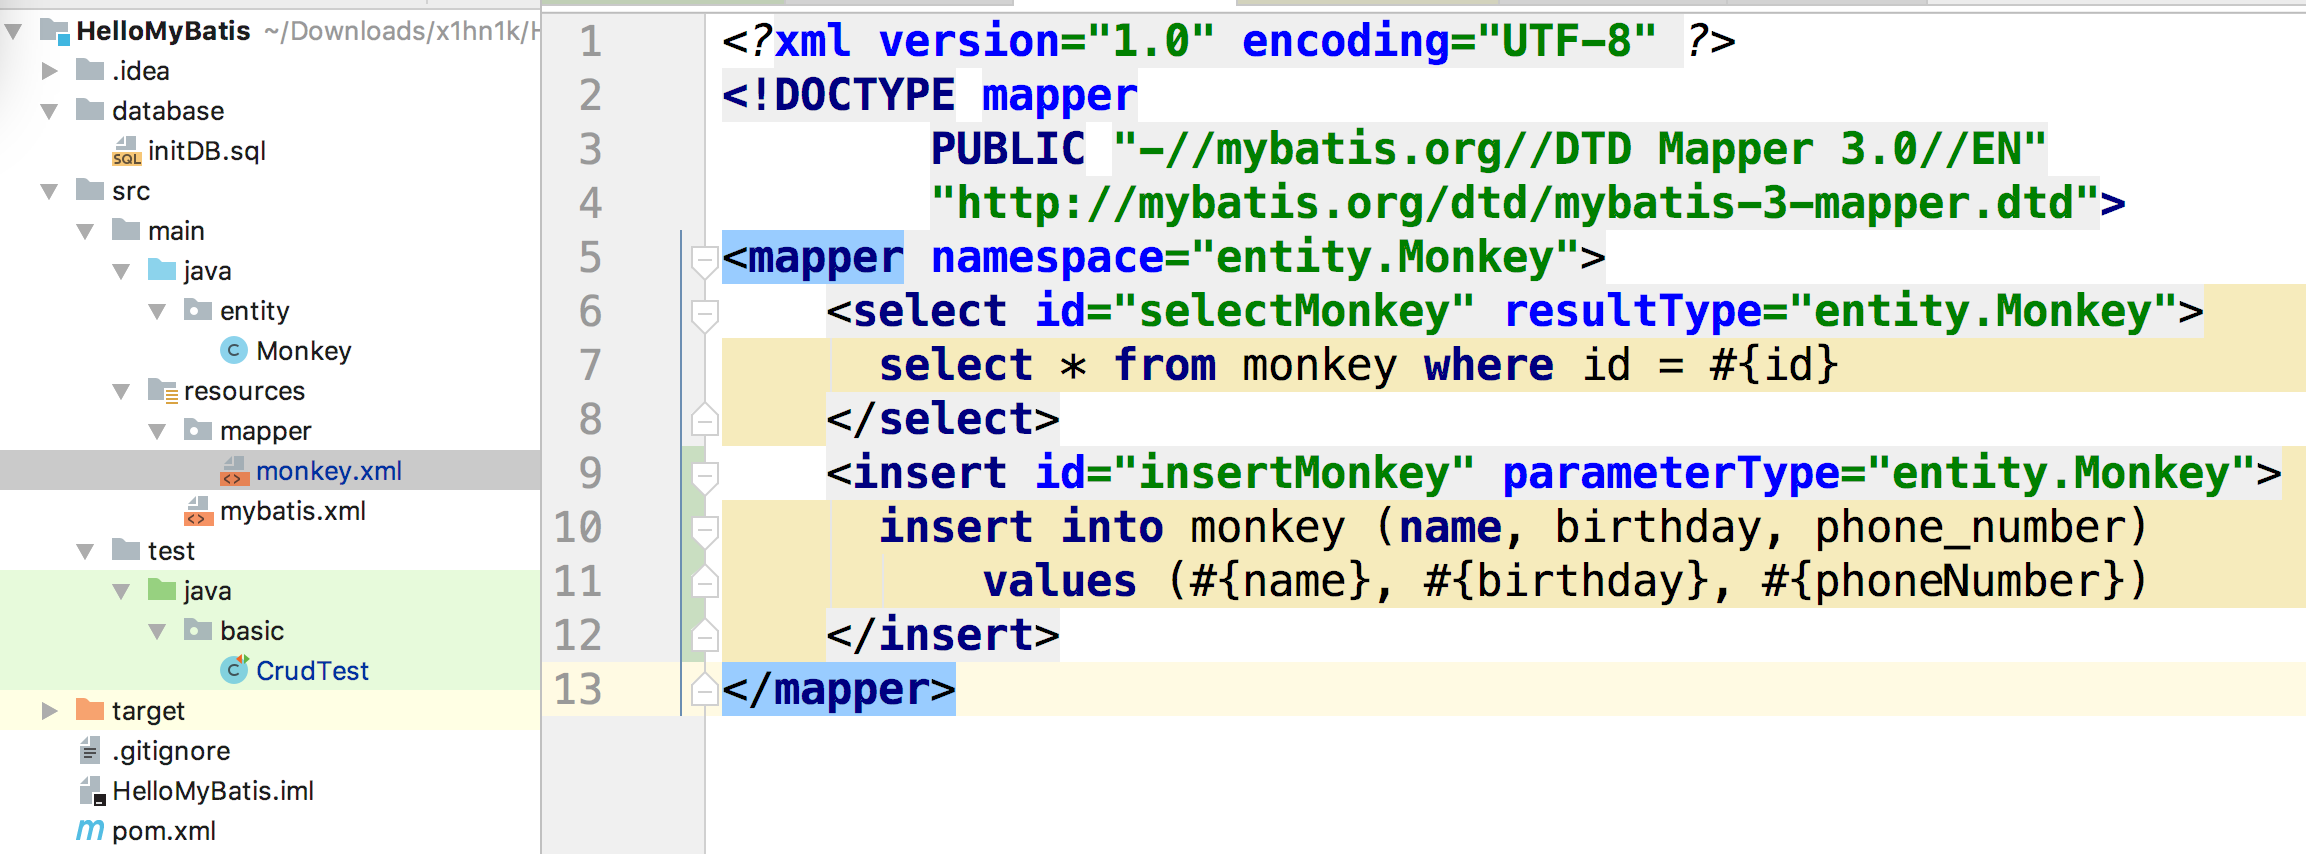 HelloMyBatis ~/Downloads/x1hn1k/H
.idea
database
initDB.sql
src
main
java
entity
Monkey
resources
mapper
monkey.xml
mybatis.xml
test
java
basic
CrudTest
target
.gitignore
HelloMyBatis.iml
pom.xml
1 <?xml version="1.0" encoding="UTF-8" ?>
2 <!DOCTYPE mapper
3 PUBLIC "-//mybatis.org//DTD Mapper 3.0//EN"
4 "http://mybatis.org/dtd/mybatis-3-mapper.dtd">
5 <mapper namespace="entity.Monkey">
6 <select id="selectMonkey" resultType="entity.Monkey">
7 select * from monkey where id = #{id}
8 </select>
9 <insert id="insertMonkey" parameterType="entity.Monkey">
10 insert into monkey (name, birthday, phone_number)
11 values (#{name}, #{birthday}, #{phoneNumber})
12 </insert>
13 </mapper>